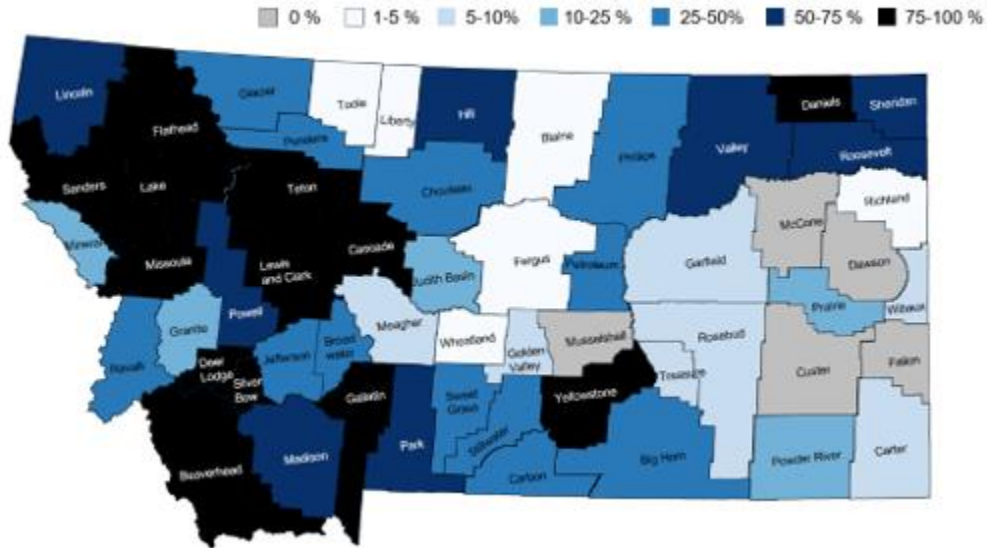 0 % 1-5 % 5-10% 10-25 % 25-50% 50-75 % 75-100 %
Lincoln
Flathead
Glacier
Toole
Liberty
Hill
Blaine
Phillips
Valley
Daniels
Sheridan
Roosevelt
Pondera
Sanders
Lake
Teton
Chouteau
Richland
McCone
Mineral
Missoula
Lewis
and Clark
Cascade
Judith Basin
Fergus
Petroleum
Garfield
Dawson
Wibaux
Prairie
Powell
Granite
Meagher
Wheatland
Golden
Valley
Musselshell
Rosebud
Treasure
Custer
Fallon
Ravalli
Deer
Lodge
Silver
Bow
Jefferson
Broad
water
Gallatin
Park
Sweet
Grass
Stillwater
Yellowstone
Big Horn
Powder River
Carter
Beaverhead
Madison
Carbon